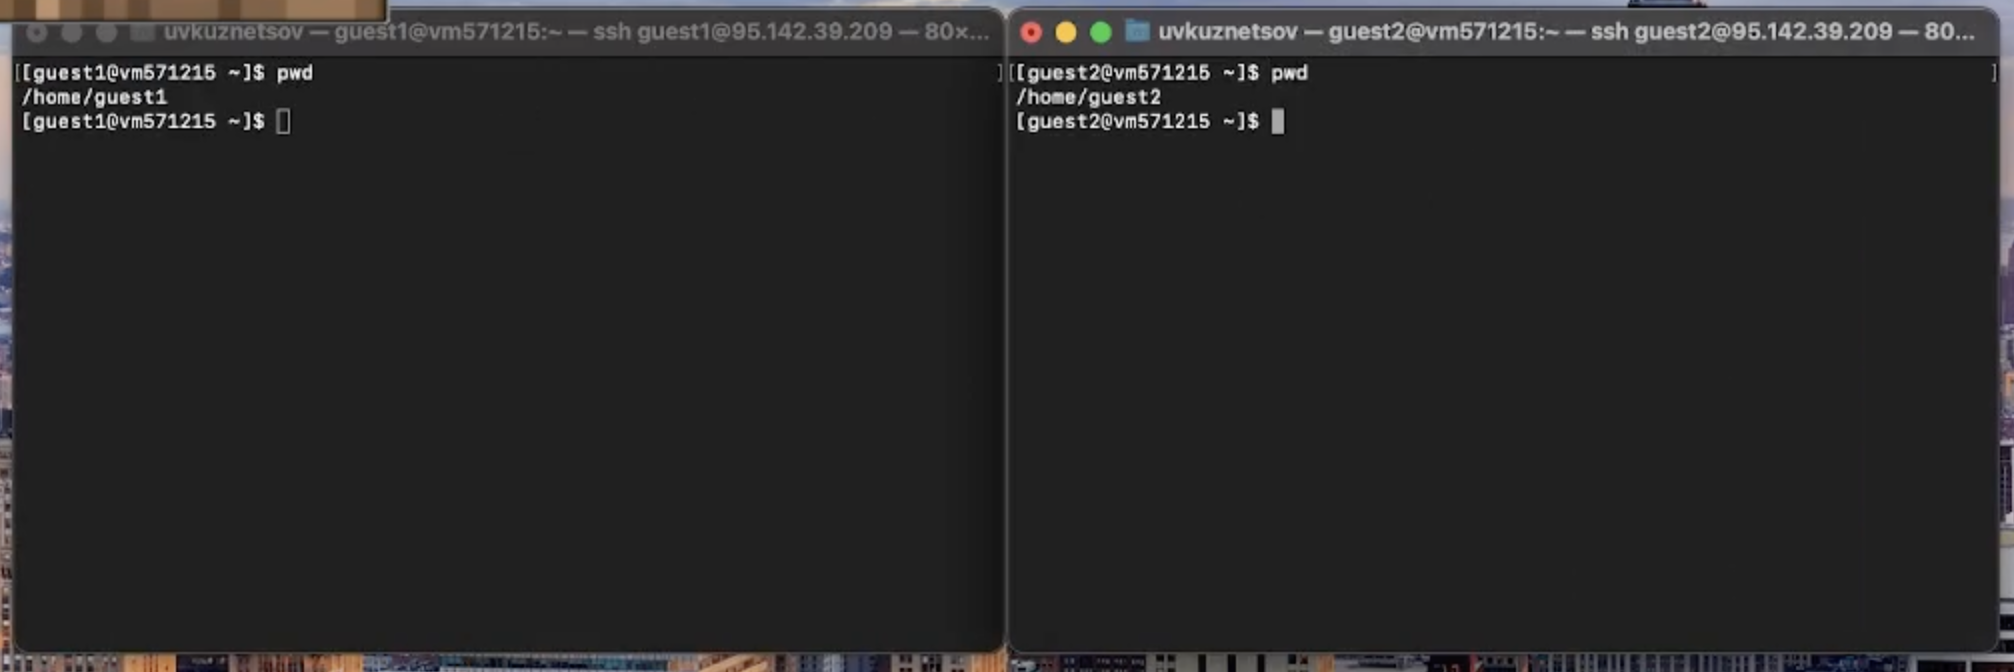 uvkuznetsov — guest1@vm571215:~ — ssh guest1@95.142.39.209 — 80×...
[[guest1@vm571215 ~]$ pwd ]
/home/guest1
[guest1@vm571215 ~]$
uvkuznetsov — guest2@vm571215:~ — ssh guest2@95.142.39.209 — 80...
[[guest2@vm571215 ~]$ pwd ]
/home/guest2
[guest2@vm571215 ~]$